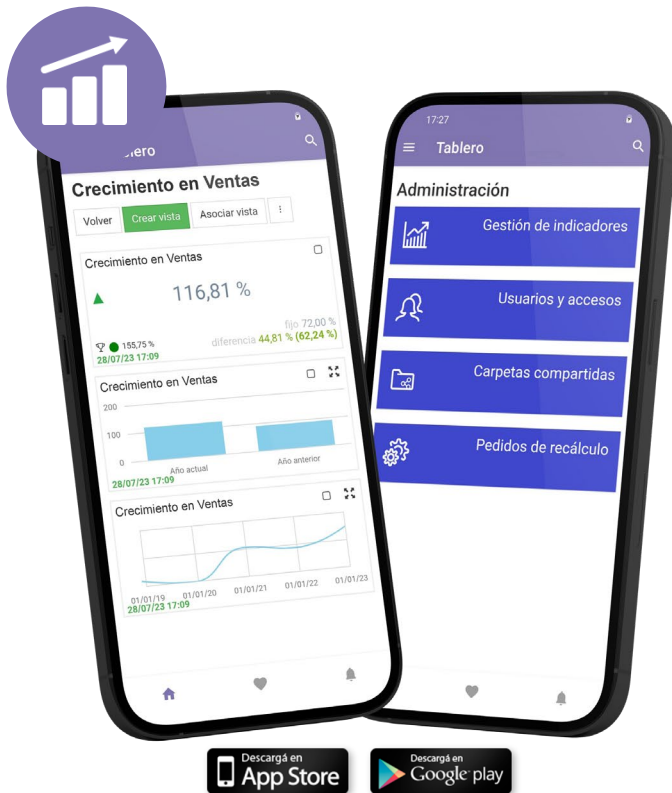 Crecimiento en Ventas
Volver
Crear vista
Asociar vista
Crecimiento en Ventas
116,81 %
fijo 72,00 %
155,75 %
diferencia 44,81 % (62,24 %)
28/07/23 17:09
Crecimiento en Ventas
200
100
0
Año actual
Año anterior
28/07/23 17:09
Crecimiento en Ventas
01/01/19
01/01/20
01/01/21
01/01/22
01/01/23
28/07/23 17:09
17:27
Tablero
Administración
Gestión de indicadores
Usuarios y accesos
Carpetas compartidas
Pedidos de recálculo
Descargá en
App Store
Descargá en
Google play